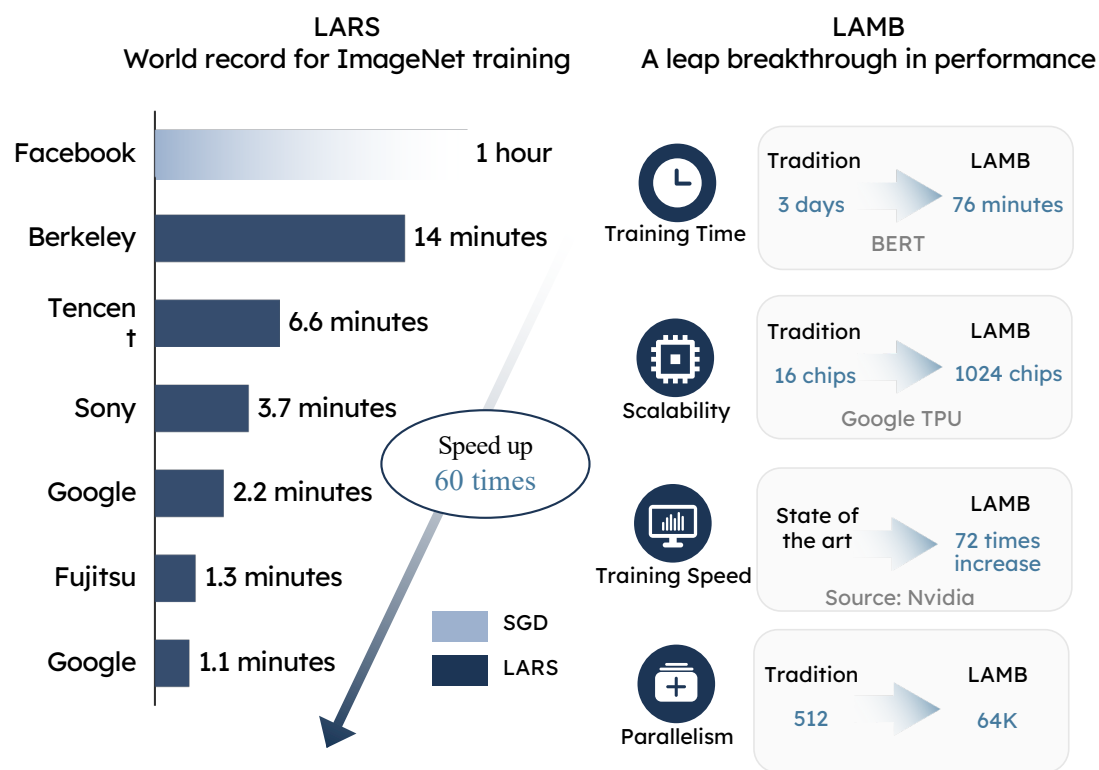 LARS
World record for ImageNet training
Facebook
1 hour
Berkeley
14 minutes
Tencen
t
6.6 minutes
Sony
3.7 minutes
Google
2.2 minutes
Fujitsu
1.3 minutes
Google
1.1 minutes
Speed up
60 times
SGD
LARS
LAMB
A leap breakthrough in performance
Training Time
Tradition
LAMB
3 days
76 minutes
BERT
Scalability
Tradition
LAMB
16 chips
1024 chips
Google TPU
Training Speed
State of
the art
LAMB
72 times
increase
Source: Nvidia
Parallelism
Tradition
LAMB
512
64K